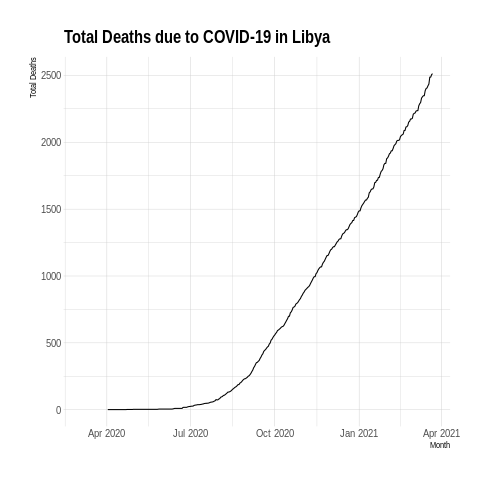 Total Deaths due to COVID-19 in Libya
Total Deaths
2500
2000
1500
1000
500
0
Apr 2020 Jul 2020 Oct 2020 Jan 2021 Apr 2021
Month